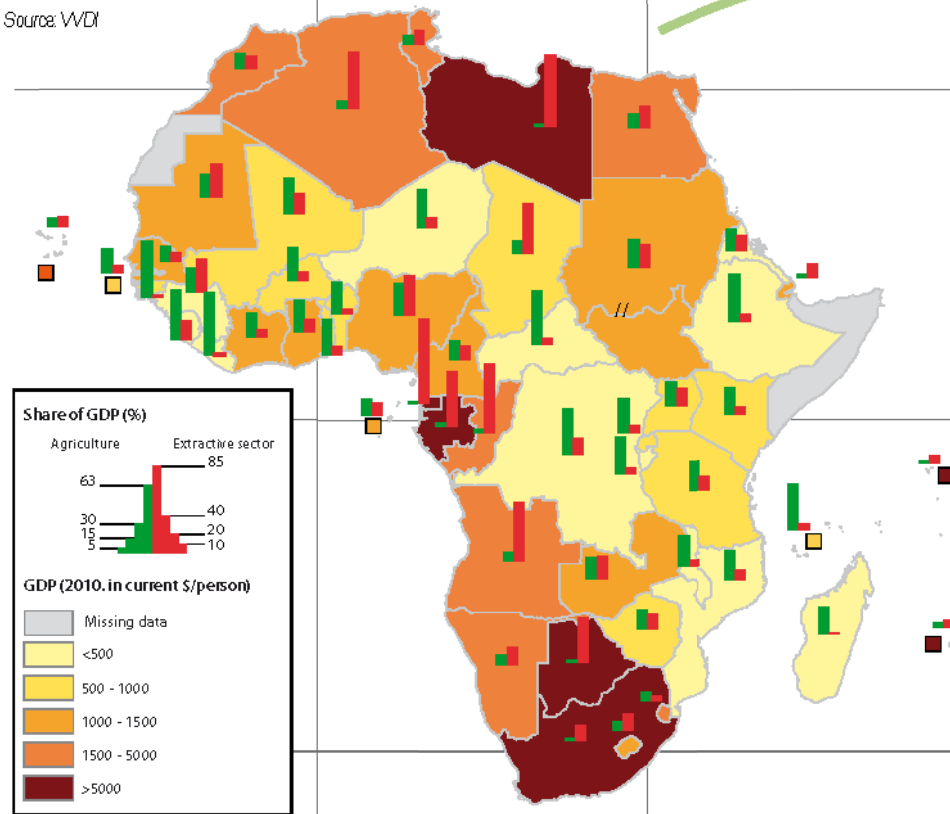 Source: WDI
//
Share of GDP (%)
Agriculture Extractive sector
85
63
40
30
20
15
10
5
GDP (2010. in current $/person)
Missing data
<500
500 - 1000
1000 - 1500
1500 - 5000
>5000